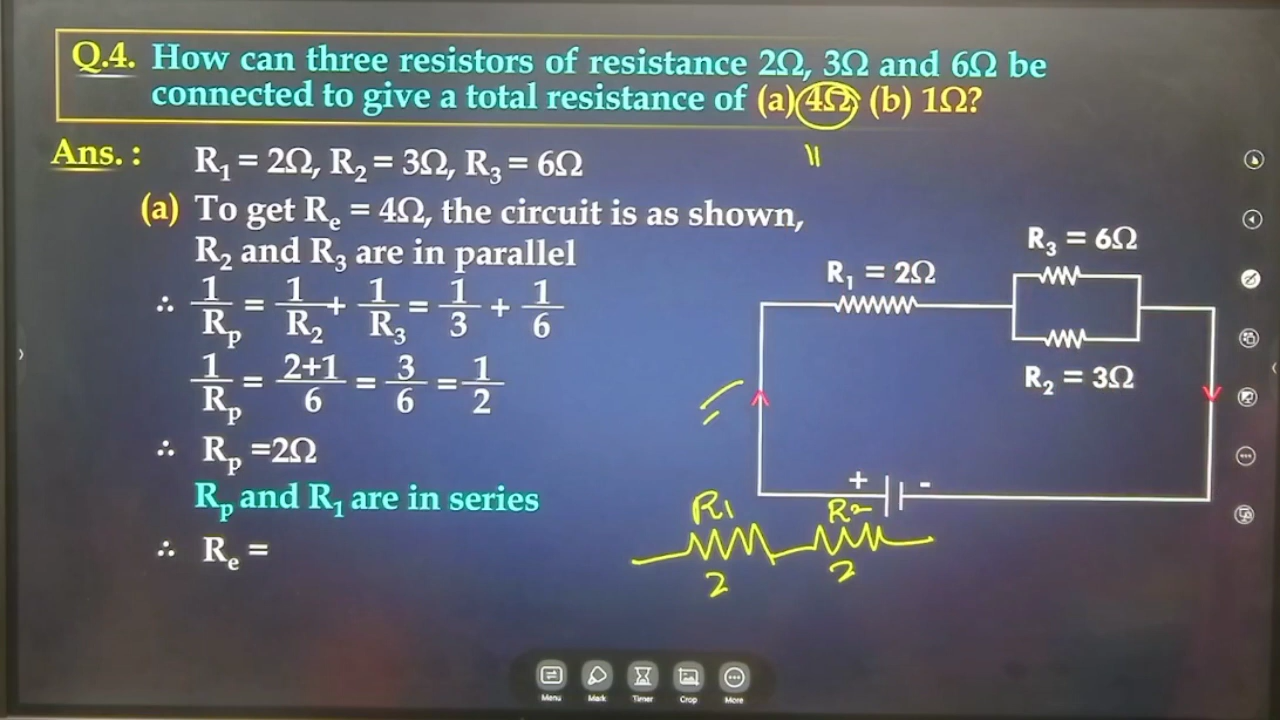 Q.4. How can three resistors of resistance 2Ω, 3Ω and 6Ω be
connected to give a total resistance of (a) 4Ω, (b) 1Ω?
Ans. : R₁ = 2Ω, R₂ = 3Ω, R₃ = 6Ω
(a) To get Rₑ = 4Ω, the circuit is as shown,
R₂ and R₃ are in parallel
∴ 1/Rₚ = 1/R₂ + 1/R₃ = 1/3 + 1/6
1/Rₚ = 2+1/6 = 3/6 = 1/2
∴ Rₚ =2Ω
Rₚ and R₁ are in series
∴ Rₑ =
R₃ = 6Ω
R₁ = 2Ω
R₂ = 3Ω
+ -
R₁ R₂
2 2
Menu Mark Timer Crop More